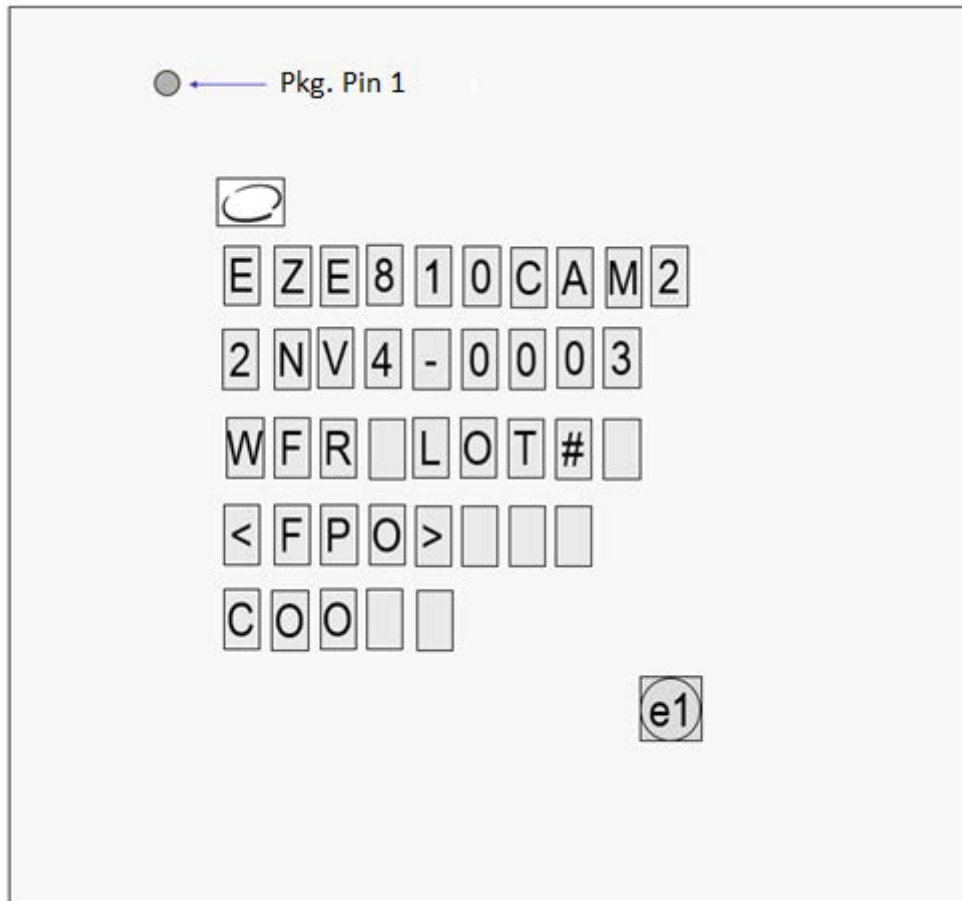 Pkg. Pin 1
EZE810CAM2
2NV4-0003
WFR LOT#
<FPO>
COO
e1